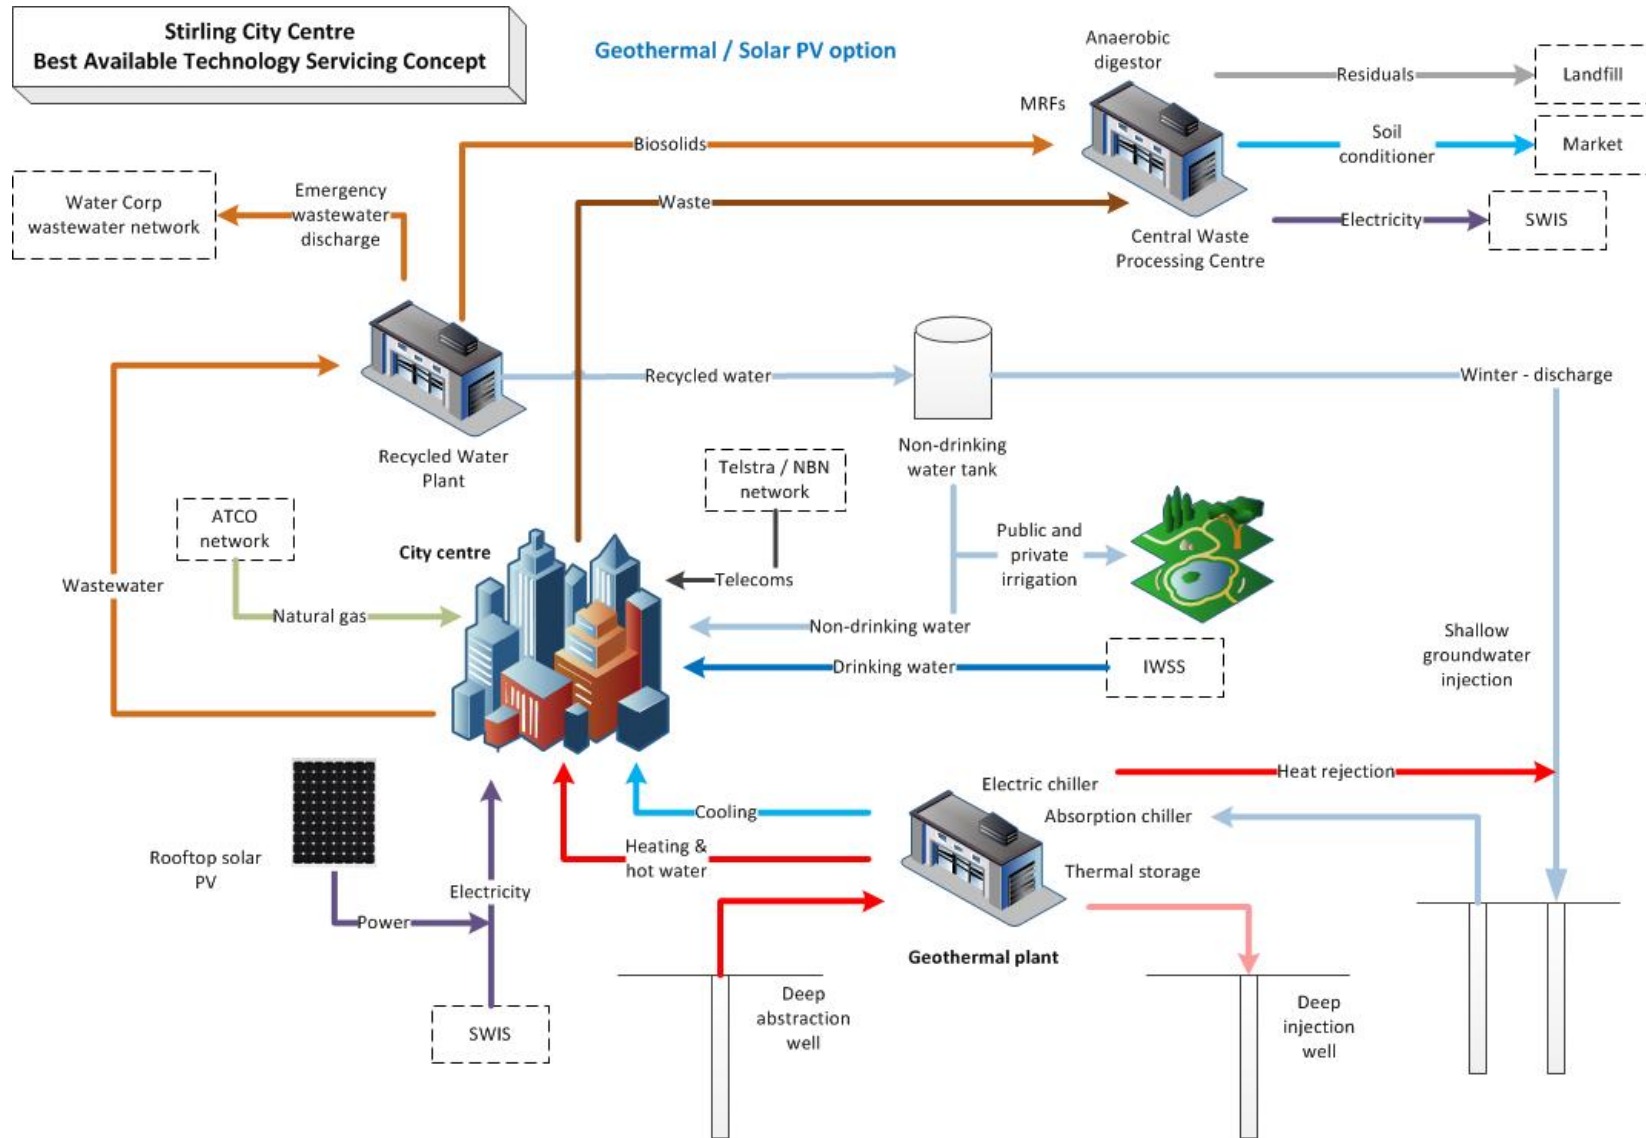 Stirling City Centre
Best Available Technology Servicing Concept
Geothermal / Solar PV option
Anaerobic
digestor
MRFs
Residuals
Landfill
Biosolids
Soil
conditioner
Market
Water Corp
wastewater network
Emergency
wastewater
discharge
Waste
Electricity
SWIS
Central Waste
Processing Centre
Recycled water
Winter - discharge
Recycled Water
Plant
Non-drinking
water tank
Telstra / NBN
network
ATCO
network
City centre
Public and
private
irrigation
Wastewater
Telecoms
Natural gas
Non-drinking water
Drinking water
IWSS
Shallow
groundwater
injection
Electric chiller
Heat rejection
Cooling
Absorption chiller
Heating &
hot water
Rooftop solar
PV
Thermal storage
Electricity
Power
Geothermal plant
Deep
abstraction
well
Deep
injection
well
SWIS